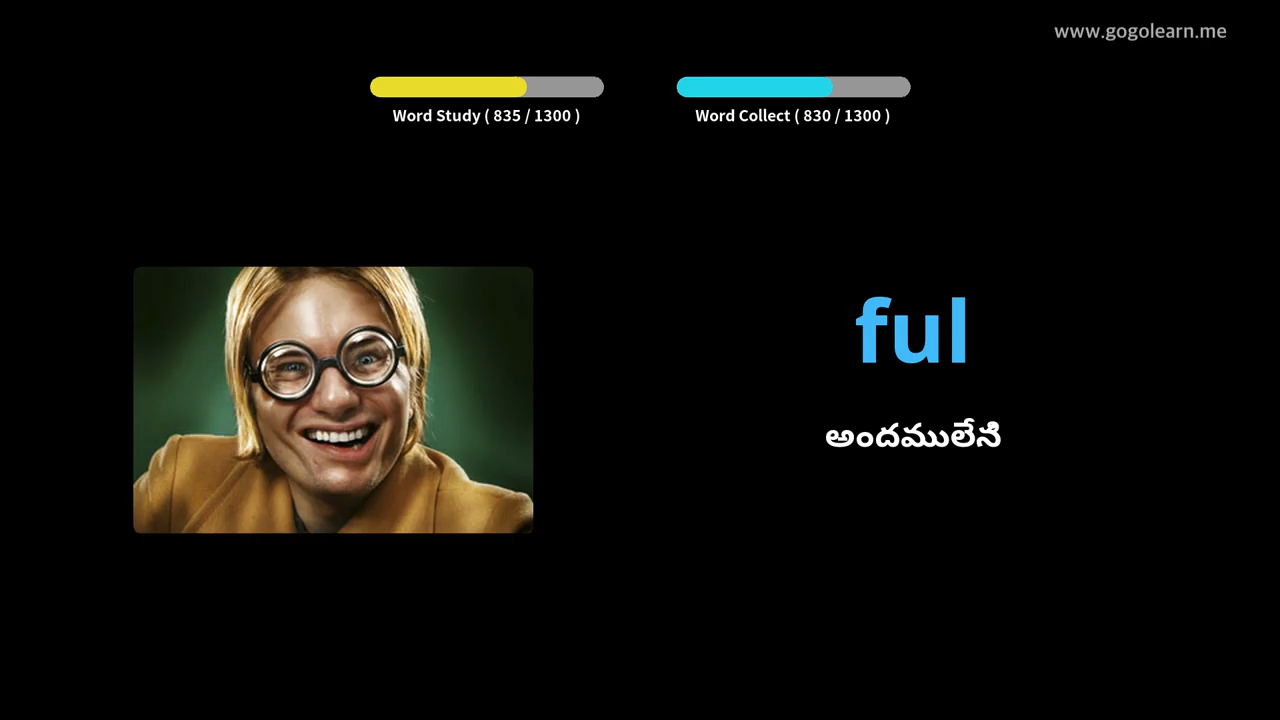 www.gogolearn.me
Word Study ( 835 / 1300 )
Word Collect ( 830 / 1300 )
ful
అందములేని